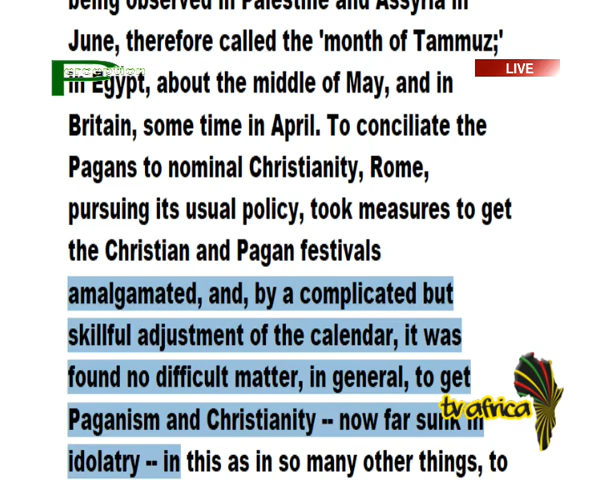 being observed in Palestine and Assyria in
June, therefore called the 'month of Tammuz;'
Perception
LIVE
in Egypt, about the middle of May, and in
Britain, some time in April. To conciliate the
Pagans to nominal Christianity, Rome,
pursuing its usual policy, took measures to get
the Christian and Pagan festivals
amalgamated, and, by a complicated but
skillful adjustment of the calendar, it was
found no difficult matter, in general, to get
Paganism and Christianity -- now far sunk in
tv africa
idolatry -- in this as in so many other things, to